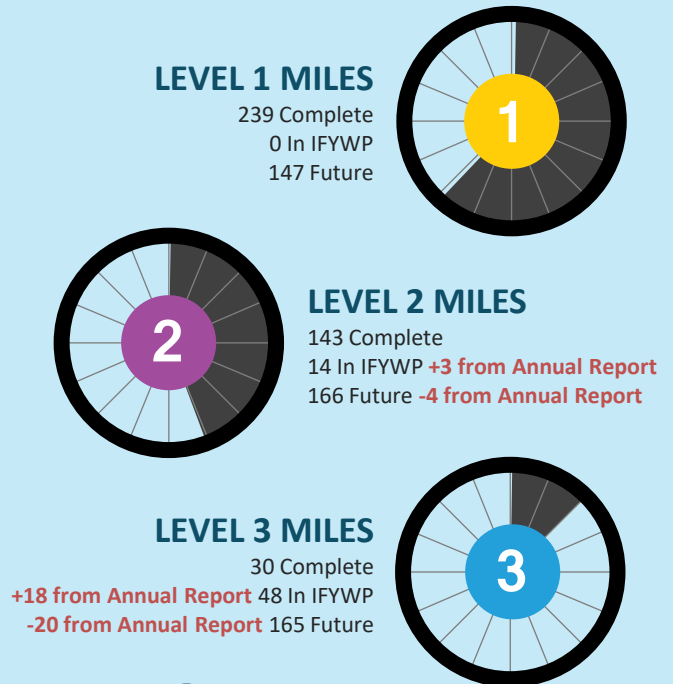 LEVEL 1 MILES
239 Complete
0 In IFYWP
147 Future
1
2
LEVEL 2 MILES
143 Complete
14 In IFYWP +3 from Annual Report
166 Future -4 from Annual Report
LEVEL 3 MILES
30 Complete
+18 from Annual Report 48 In IFYWP
-20 from Annual Report 165 Future
3